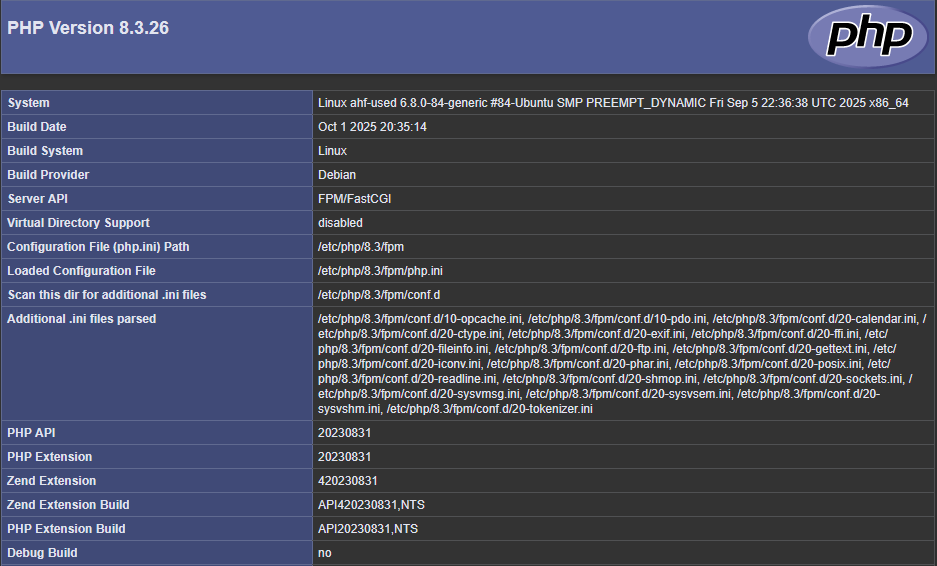 PHP Version 8.3.26
php
System Linux ahf-used 6.8.0-84-generic #84-Ubuntu SMP PREEMPT_DYNAMIC Fri Sep 5 22:36:38 UTC 2025 x86_64
Build Date Oct 1 2025 20:35:14
Build System Linux
Build Provider Debian
Server API FPM/FastCGI
Virtual Directory Support disabled
Configuration File (php.ini) Path /etc/php/8.3/fpm
Loaded Configuration File /etc/php/8.3/fpm/php.ini
Scan this dir for additional .ini files /etc/php/8.3/fpm/conf.d
Additional .ini files parsed /etc/php/8.3/fpm/conf.d/10-opcache.ini, /etc/php/8.3/fpm/conf.d/10-pdo.ini, /etc/php/8.3/fpm/conf.d/20-calendar.ini, /
etc/php/8.3/fpm/conf.d/20-ctype.ini, /etc/php/8.3/fpm/conf.d/20-exif.ini, /etc/php/8.3/fpm/conf.d/20-ffi.ini, /etc/
php/8.3/fpm/conf.d/20-fileinfo.ini, /etc/php/8.3/fpm/conf.d/20-ftp.ini, /etc/php/8.3/fpm/conf.d/20-gettext.ini, /etc/
php/8.3/fpm/conf.d/20-iconv.ini, /etc/php/8.3/fpm/conf.d/20-phar.ini, /etc/php/8.3/fpm/conf.d/20-posix.ini, /etc/
php/8.3/fpm/conf.d/20-readline.ini, /etc/php/8.3/fpm/conf.d/20-shmop.ini, /etc/php/8.3/fpm/conf.d/20-sockets.ini, /
etc/php/8.3/fpm/conf.d/20-sysvmsg.ini, /etc/php/8.3/fpm/conf.d/20-sysvsem.ini, /etc/php/8.3/fpm/conf.d/20-
sysvshm.ini, /etc/php/8.3/fpm/conf.d/20-tokenizer.ini
PHP API 20230831
PHP Extension 20230831
Zend Extension 420230831
Zend Extension Build API420230831,NTS
PHP Extension Build API20230831,NTS
Debug Build no